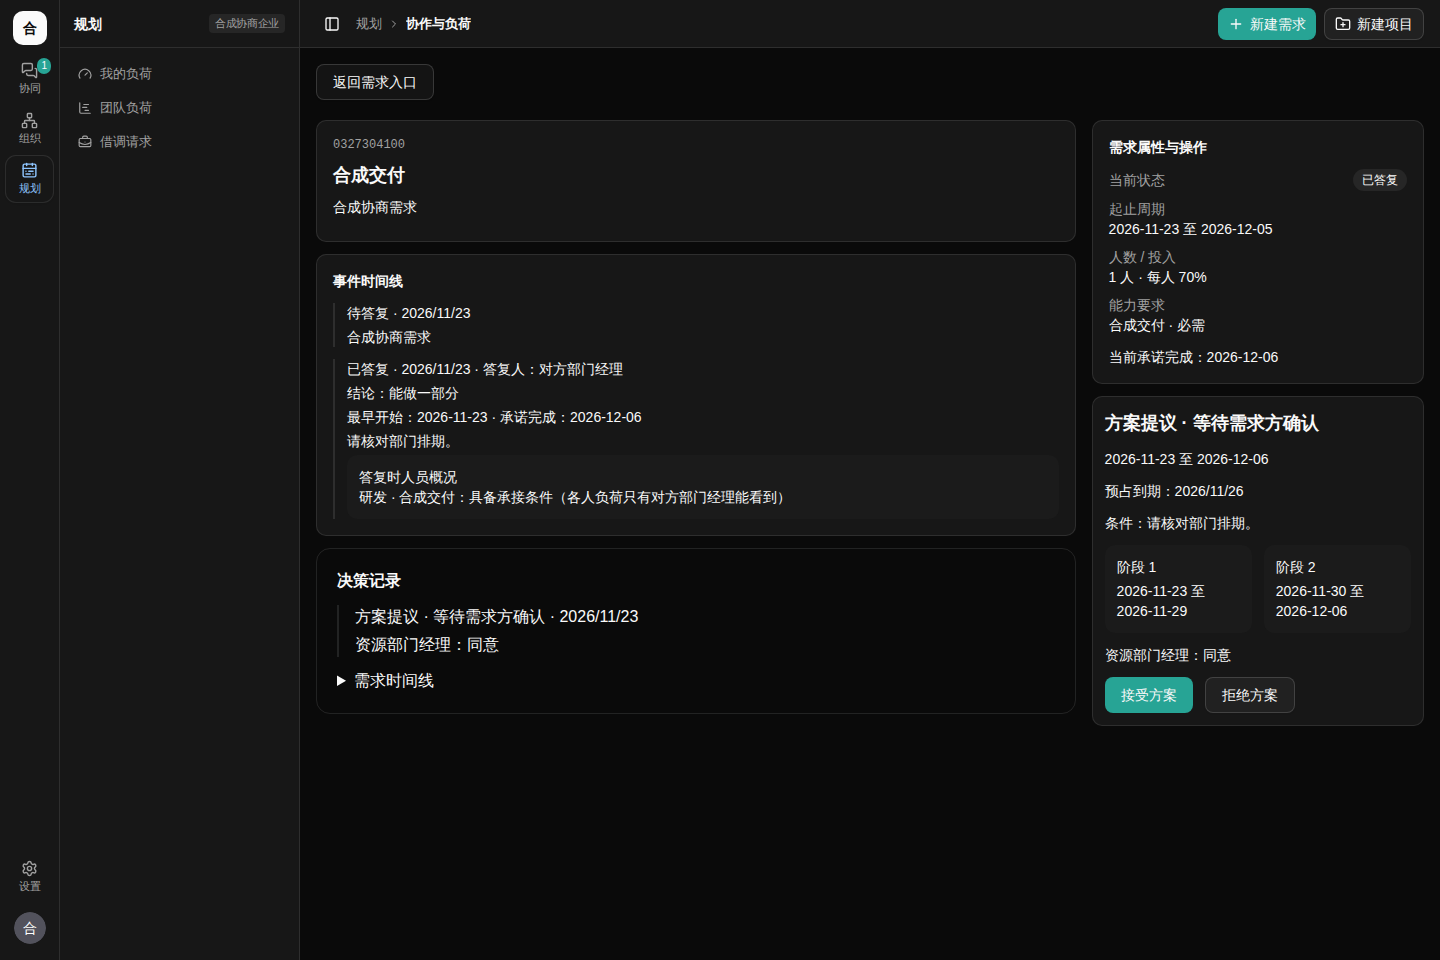 合
1
协同
组织
规划
设置
合
规划
合成协商企业
我的负荷
团队负荷
借调请求
规划
协作与负荷
新建需求
新建项目
返回需求入口
0327304100
合成交付
合成协商需求
事件时间线
待答复 · 2026/11/23
合成协商需求
已答复 · 2026/11/23 · 答复人：对方部门经理
结论：能做一部分
最早开始：2026-11-23 · 承诺完成：2026-12-06
请核对部门排期。
答复时人员概况
研发 · 合成交付：具备承接条件（各人负荷只有对方部门经理能看到）
决策记录
方案提议 · 等待需求方确认 · 2026/11/23
资源部门经理：同意
需求时间线
需求属性与操作
当前状态
已答复
起止周期
2026-11-23 至 2026-12-05
人数 / 投入
1 人 · 每人 70%
能力要求
合成交付 · 必需
当前承诺完成：2026-12-06
方案提议 · 等待需求方确认
2026-11-23 至 2026-12-06
预占到期：2026/11/26
条件：请核对部门排期。
阶段 1
2026-11-23 至
2026-11-29
阶段 2
2026-11-30 至
2026-12-06
资源部门经理：同意
接受方案
拒绝方案